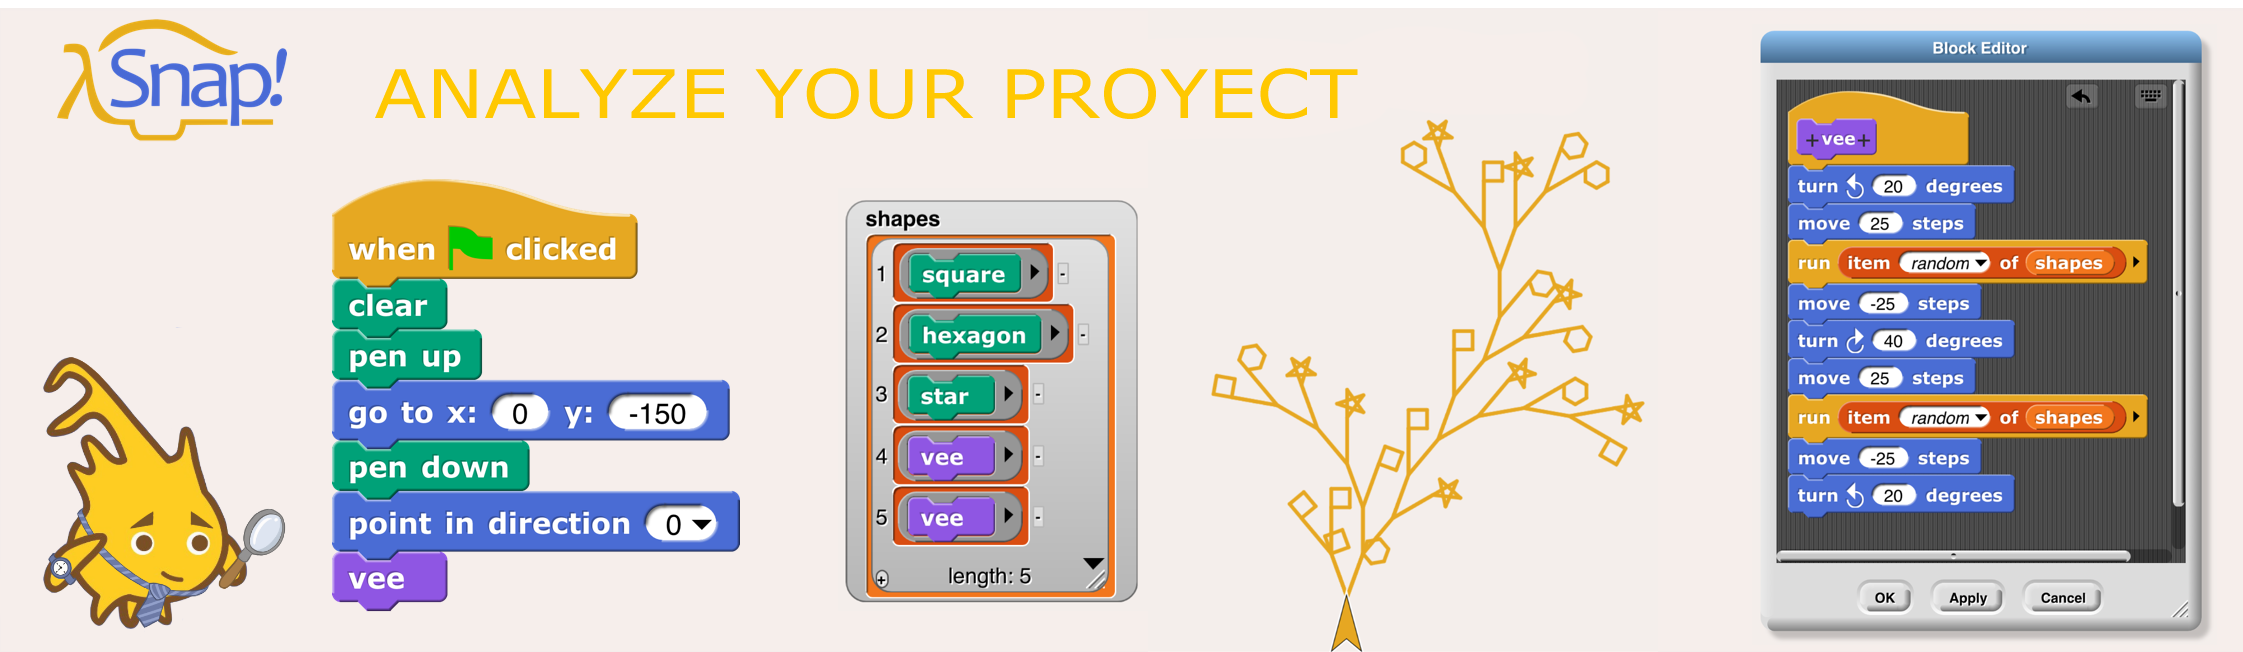 λSnap!
ANALYZE YOUR PROYECT
when clicked
clear
pen up
go to x: 0 y: -150
pen down
point in direction 0
vee
shapes
1 square -
2 hexagon -
3 star -
4 vee -
5 vee -
+ length: 5
Block Editor
+vee+
turn 20 degrees
move 25 steps
run item random of shapes
move -25 steps
turn 40 degrees
move 25 steps
run item random of shapes
move -25 steps
turn 20 degrees
OK Apply Cancel